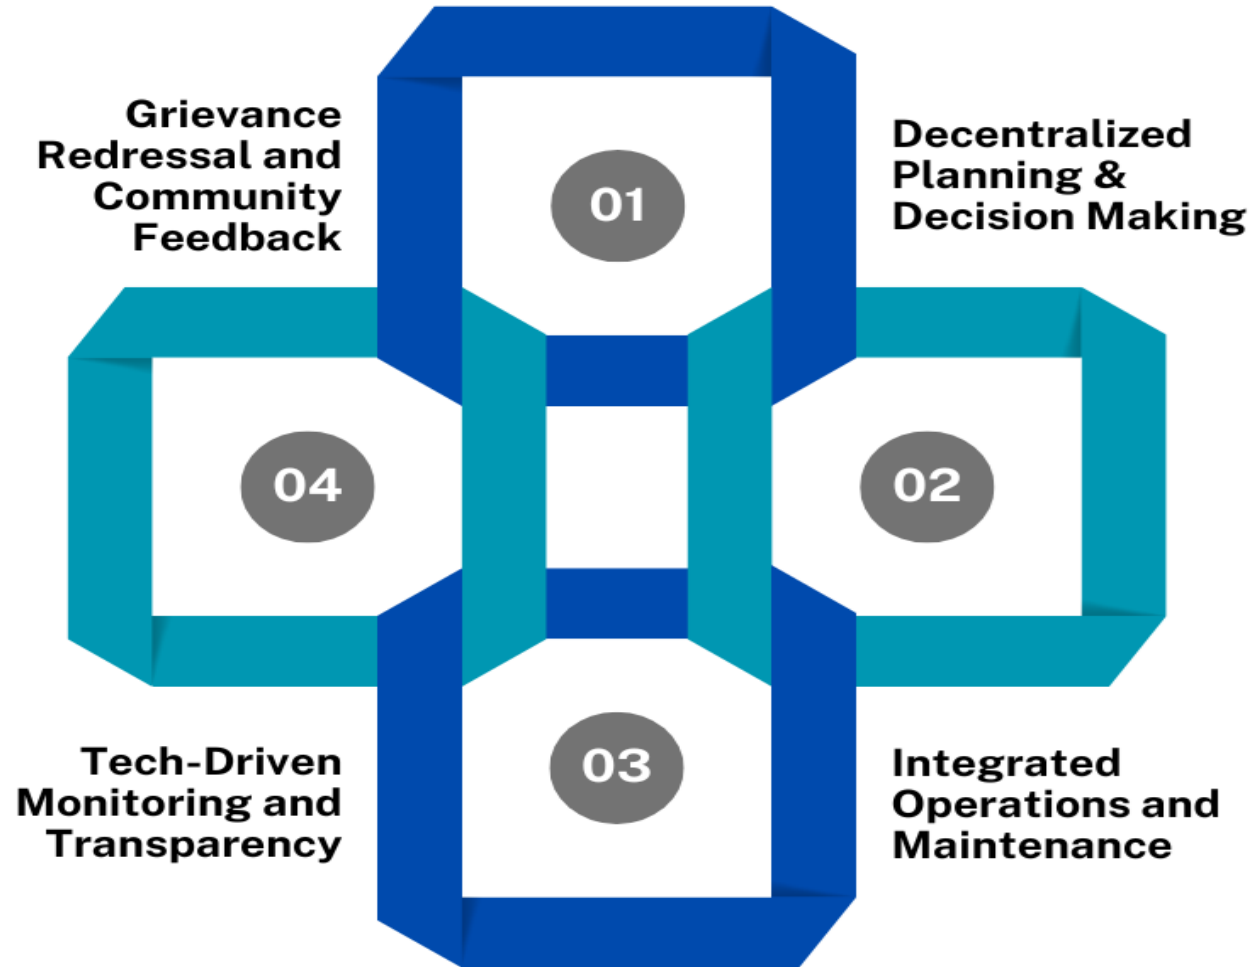 Grievance
Redressal and
Community
Feedback
01
Decentralized
Planning &
Decision Making
04
02
Tech-Driven
Monitoring and
Transparency
03
Integrated
Operations and
Maintenance